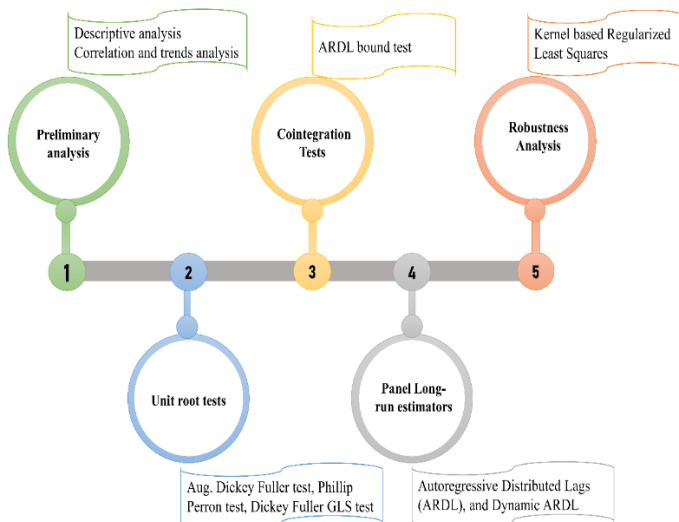 Descriptive analysis
Correlation and trends analysis
ARDL bound test
Kernel based Regularized
Least Squares
Preliminary
analysis
Cointegration
Tests
Robustness
Analysis
1
2
3
4
5
Unit root tests
Panel Long-
run estimators
Aug. Dickey Fuller test, Phillip
Perron test, Dickey Fuller GLS test
Autoregressive Distributed Lags
(ARDL), and Dynamic ARDL